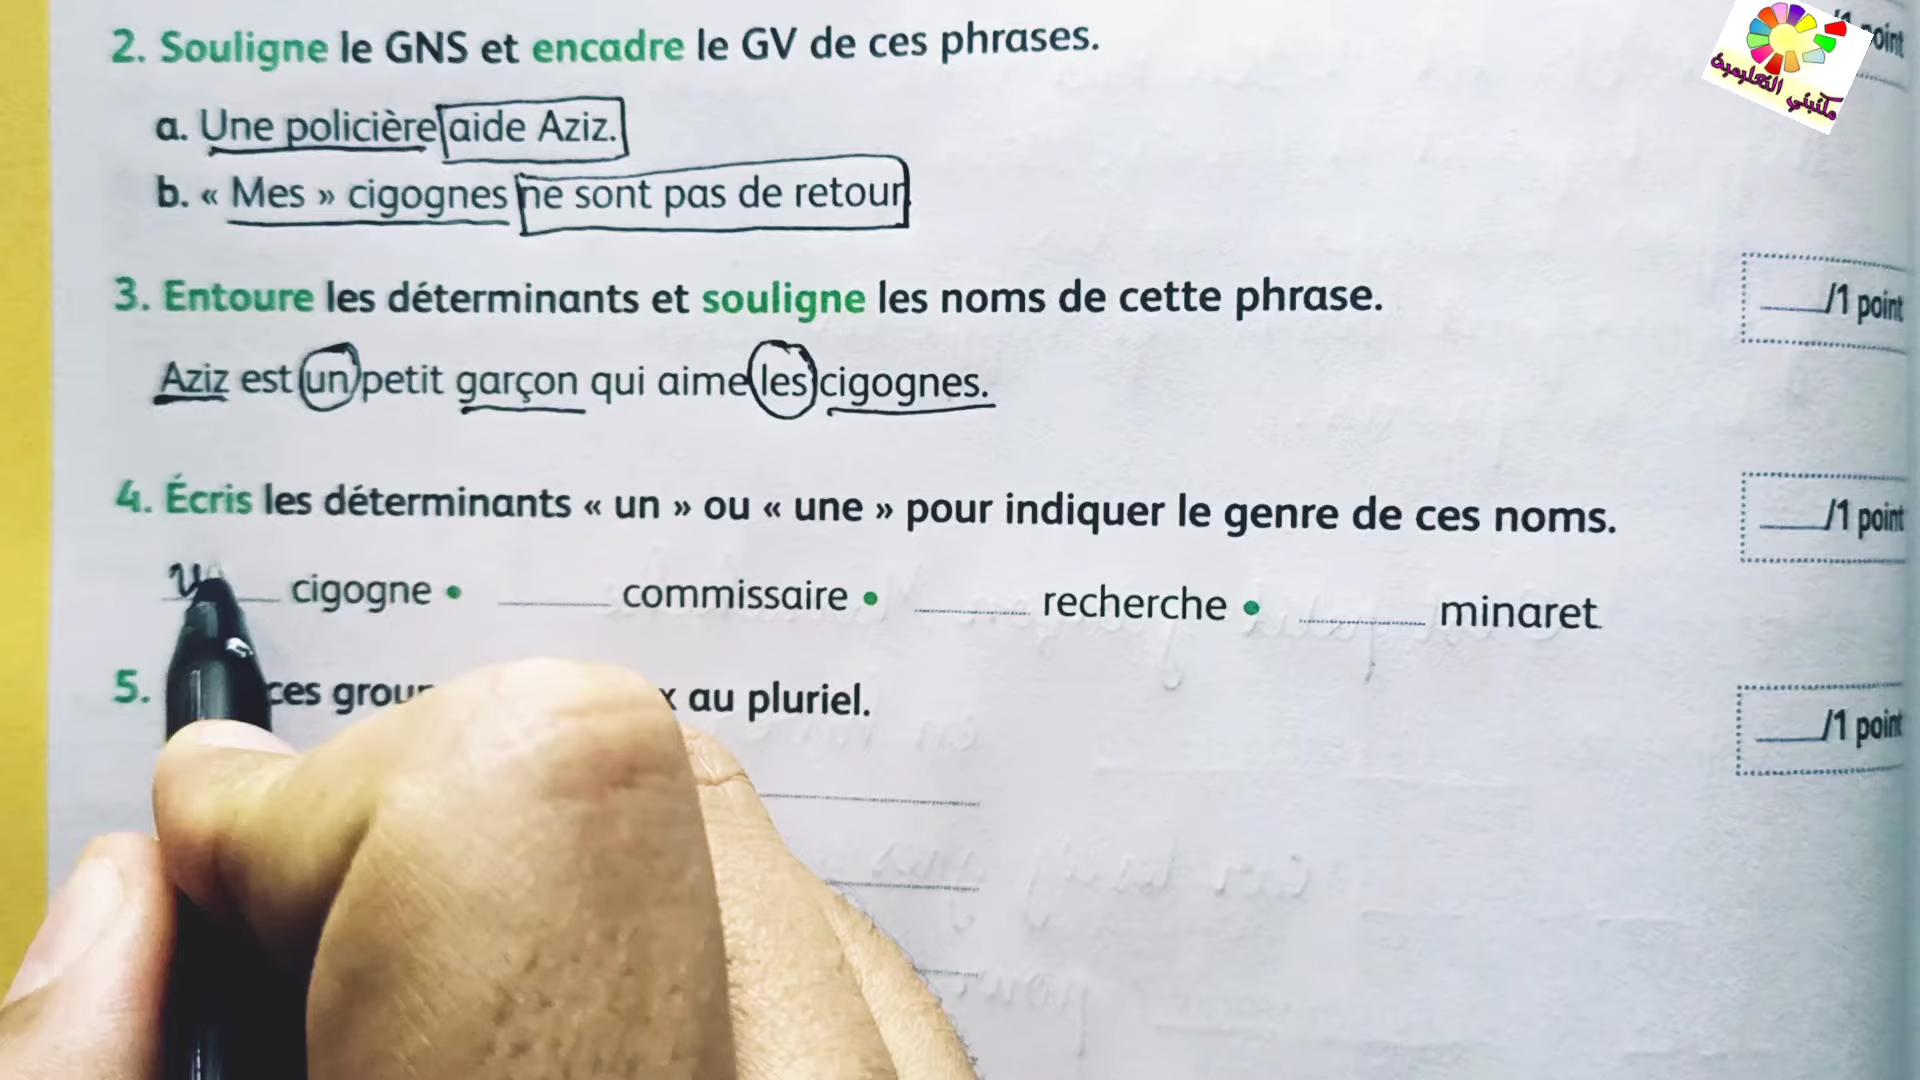 2. Souligne le GNS et encadre le GV de ces phrases.
a. Une policière aide Aziz.
b. « Mes » cigognes ne sont pas de retour
3. Entoure les déterminants et souligne les noms de cette phrase.
/1 point
Aziz est un petit garçon qui aime les cigognes.
4. Écris les déterminants « un » ou « une » pour indiquer le genre de ces noms.
/1 point
cigogne • commissaire • recherche • minaret
5. ces au pluriel.
/1 point
/1 point
مكتبتي التعليمية